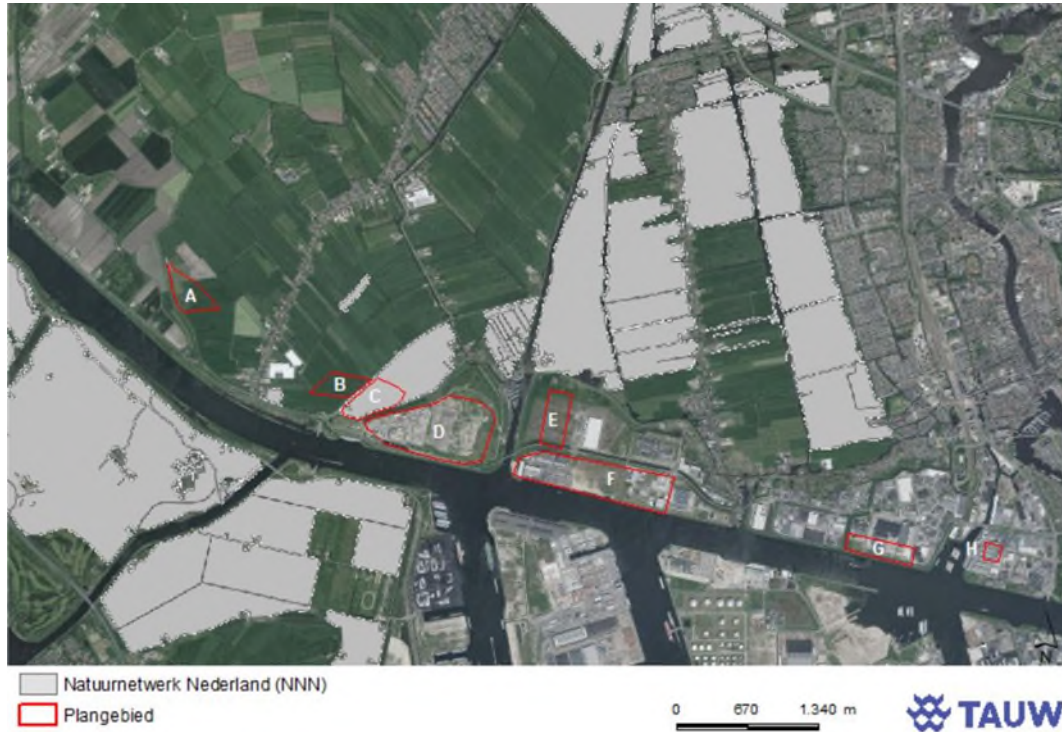 A
B
C
D
E
F
G
H
N
Natuurnetwerk Nederland (NNN)
Plangebied
0 670 1.340 m
TAUW